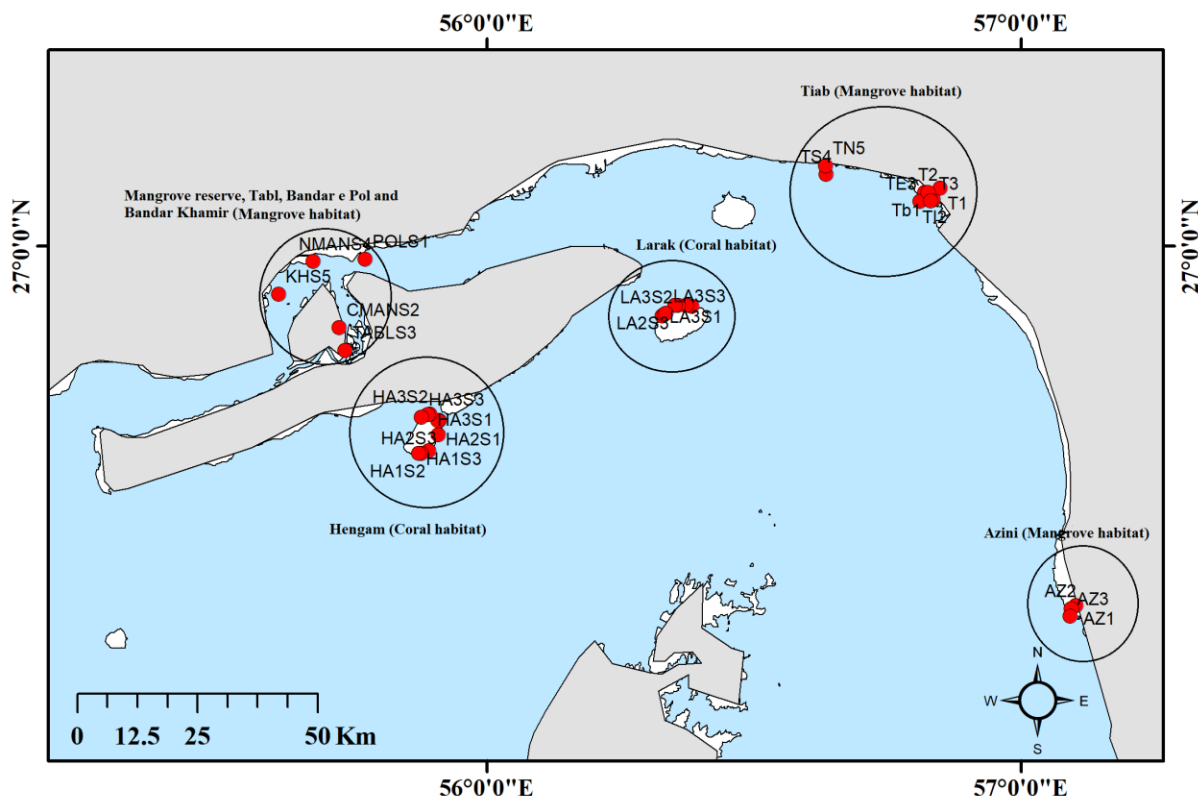 56°0'0"E
57°0'0"E
Tiab (Mangrove habitat)
TN5
TS4
T2
TE3
T3
Tb1
T1
TI2
Mangrove reserve, Tabl, Bandar e Pol and
Bandar Khamir (Mangrove habitat)
27°0'0"N
27°0'0"N
NMANS4
POLS1
KHS5
CMANS2
TABLS3
Larak (Coral habitat)
LA3S2
LA3S3
LA2S3
LA3S1
HA3S2
HA3S3
HA3S1
HA2S3
HA2S1
HA1S2
HA1S3
Hengam (Coral habitat)
Azini (Mangrove habitat)
AZ2
AZ3
AZ1
N
W
E
S
0 12.5 25 50 Km
56°0'0"E
57°0'0"E